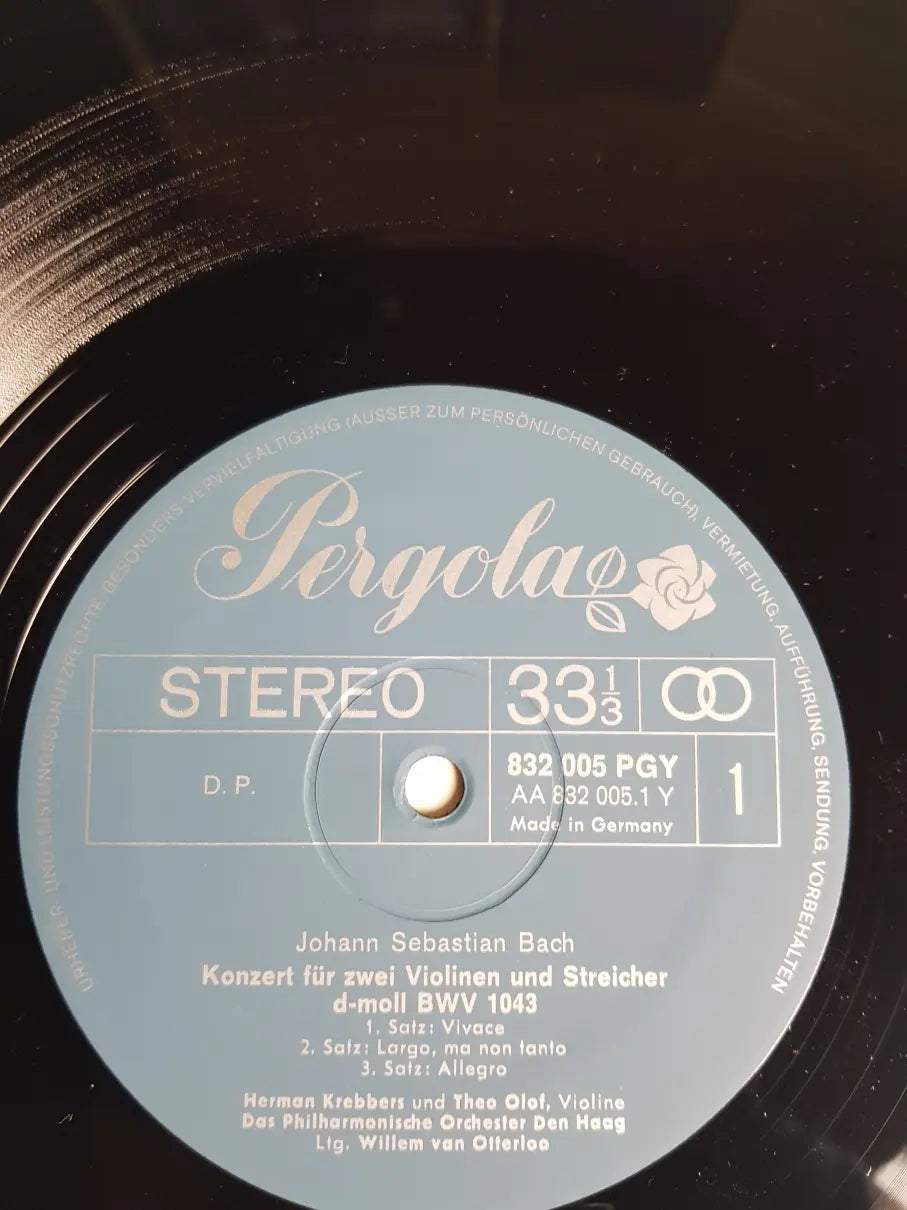 URHEBER- UND LEISTUNGSSCHUTZRECHTE, BESONDERS VERVIELFÄLTIGUNG (AUSSER ZUM PERSÖNLICHEN GEBRAUCH), VERMIETUNG, AUFFÜHRUNG, SENDUNG, VORBEHALTEN
Pergola
STEREO 33 1/3
D. P. 832 005 PGY 1
AA 832 005.1 Y
Made in Germany
Johann Sebastian Bach
Konzert für zwei Violinen und Streicher
d-moll BWV 1043
1. Satz: Vivace
2. Satz: Largo, ma non tanto
3. Satz: Allegro
Herman Krebbers und Theo Olof, Violine
Das Philharmonische Orchester Den Haag
Ltg. Willem van Otterloo